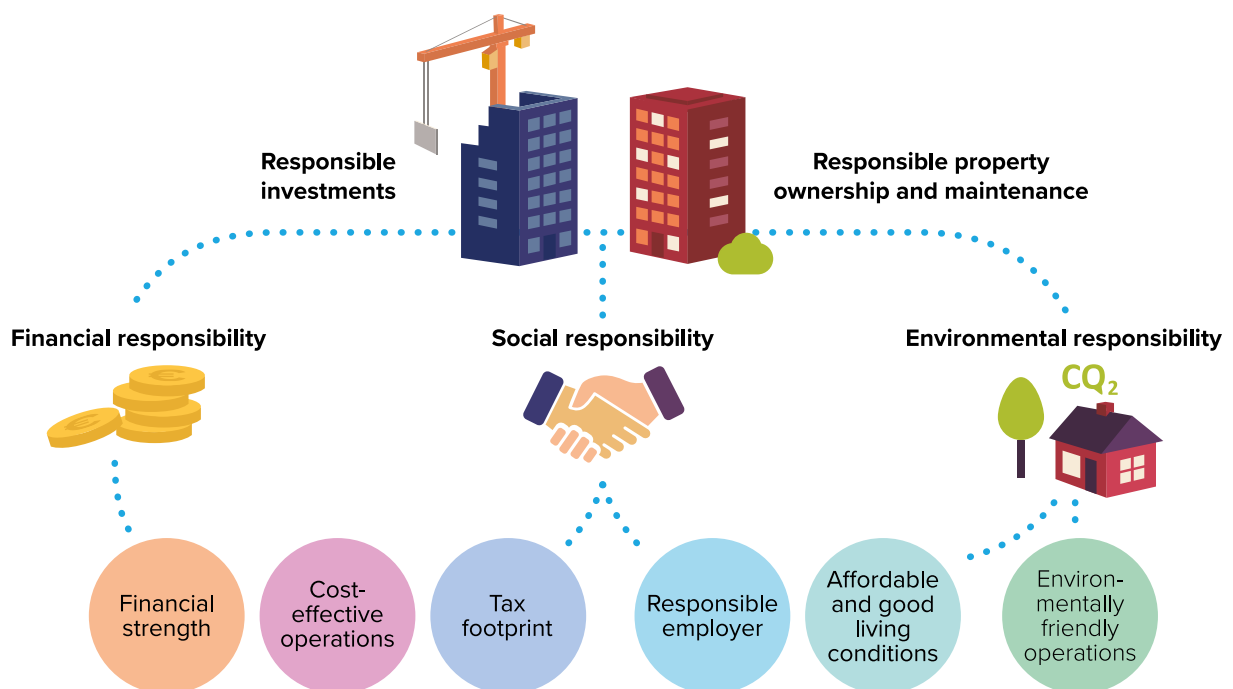 Responsible
investments
Responsible property
ownership and maintenance
Financial responsibility
Social responsibility
Environmental responsibility
€
€
CQ₂
Financial
strength
Cost-
effective
operations
Tax
footprint
Responsible
employer
Affordable
and good
living
conditions
Environ-
mentally
friendly
operations